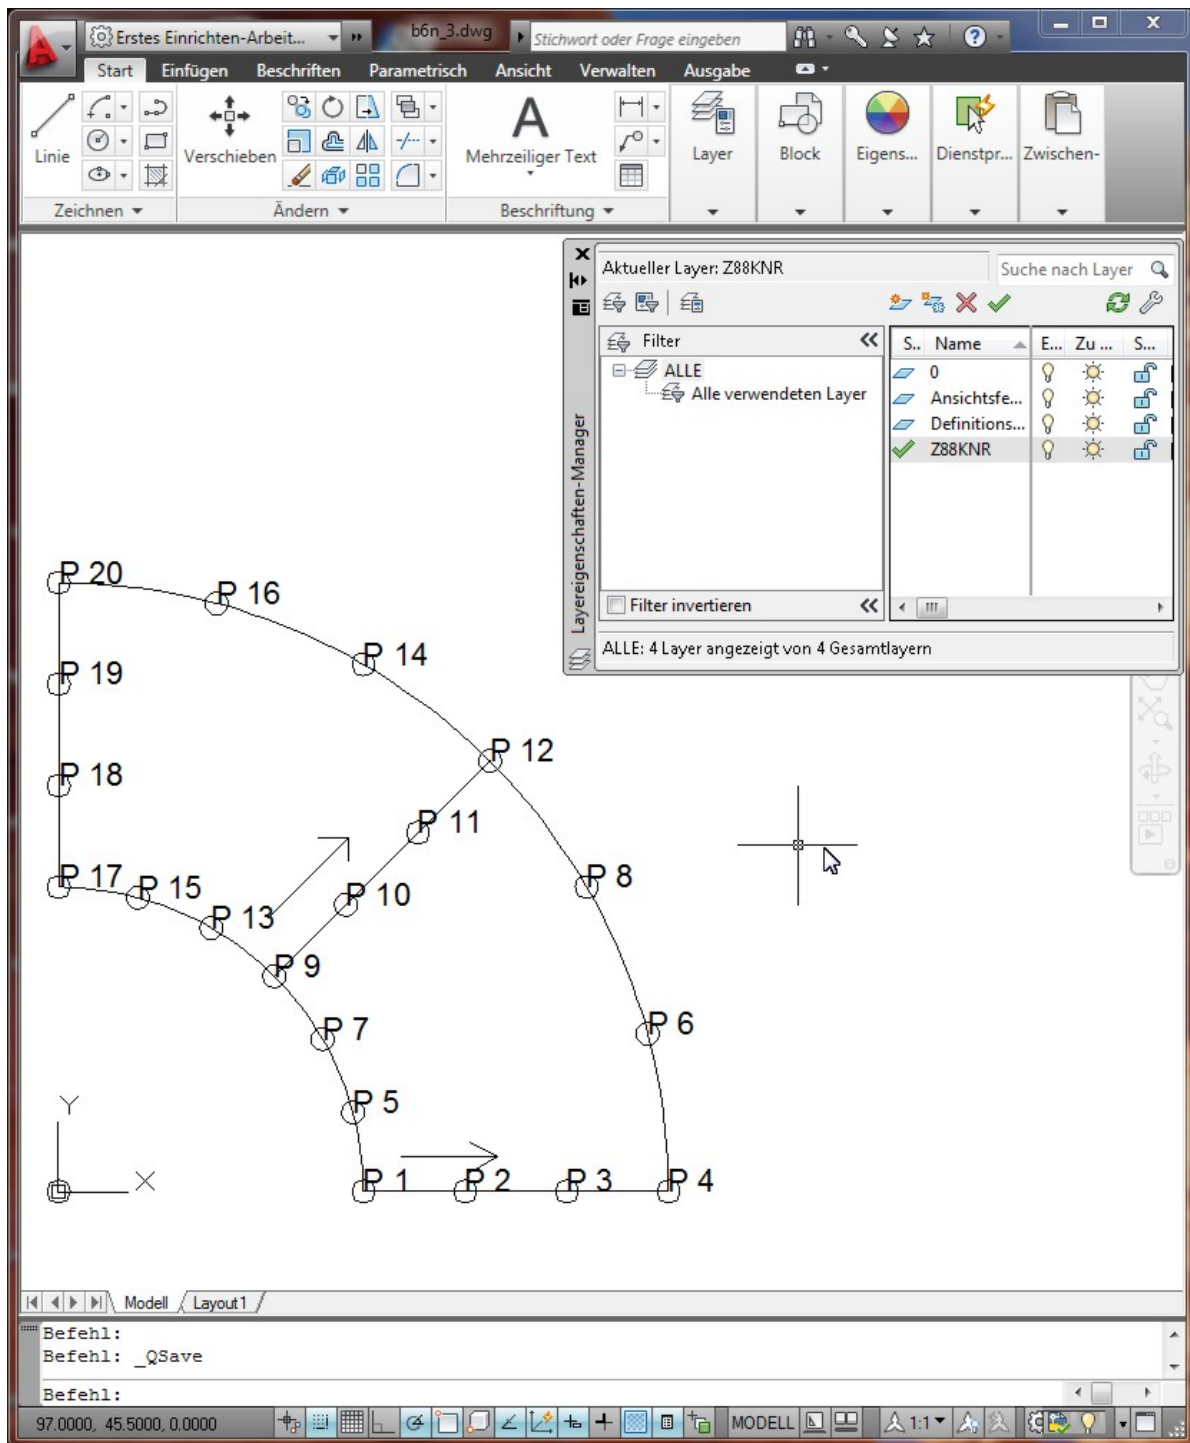 Erstes Einrichten-Arbeit...
b6n_3.dwg
Stichwort oder Frage eingeben
Start Einfügen Beschriften Parametrisch Ansicht Verwalten Ausgabe
Linie
Verschieben
A
Mehrzeiliger Text
Layer
Block
Eigens...
Dienstpr...
Zwischen-
Zeichnen
Ändern
Beschriftung
Aktueller Layer: Z88KNR
Suche nach Layer
Filter
S.. Name E... Zu ... S...
ALLE
Alle verwendeten Layer
0
Ansichtsfe...
Definitions...
Z88KNR
Filter invertieren
ALLE: 4 Layer angezeigt von 4 Gesamtlayern
Layereigenschaften-Manager
P 20
P 16
P 14
P 19
P 12
P 18
P 11
P 17
P 15
P 8
P 10
P 13
P 9
P 7
P 6
P 5
Y
X
P 1
P 2
P 3
P 4
Modell
Layout1
Befehl:
Befehl: _QSave
Befehl:
97.0000, 45.5000, 0.0000
MODELL
1:1